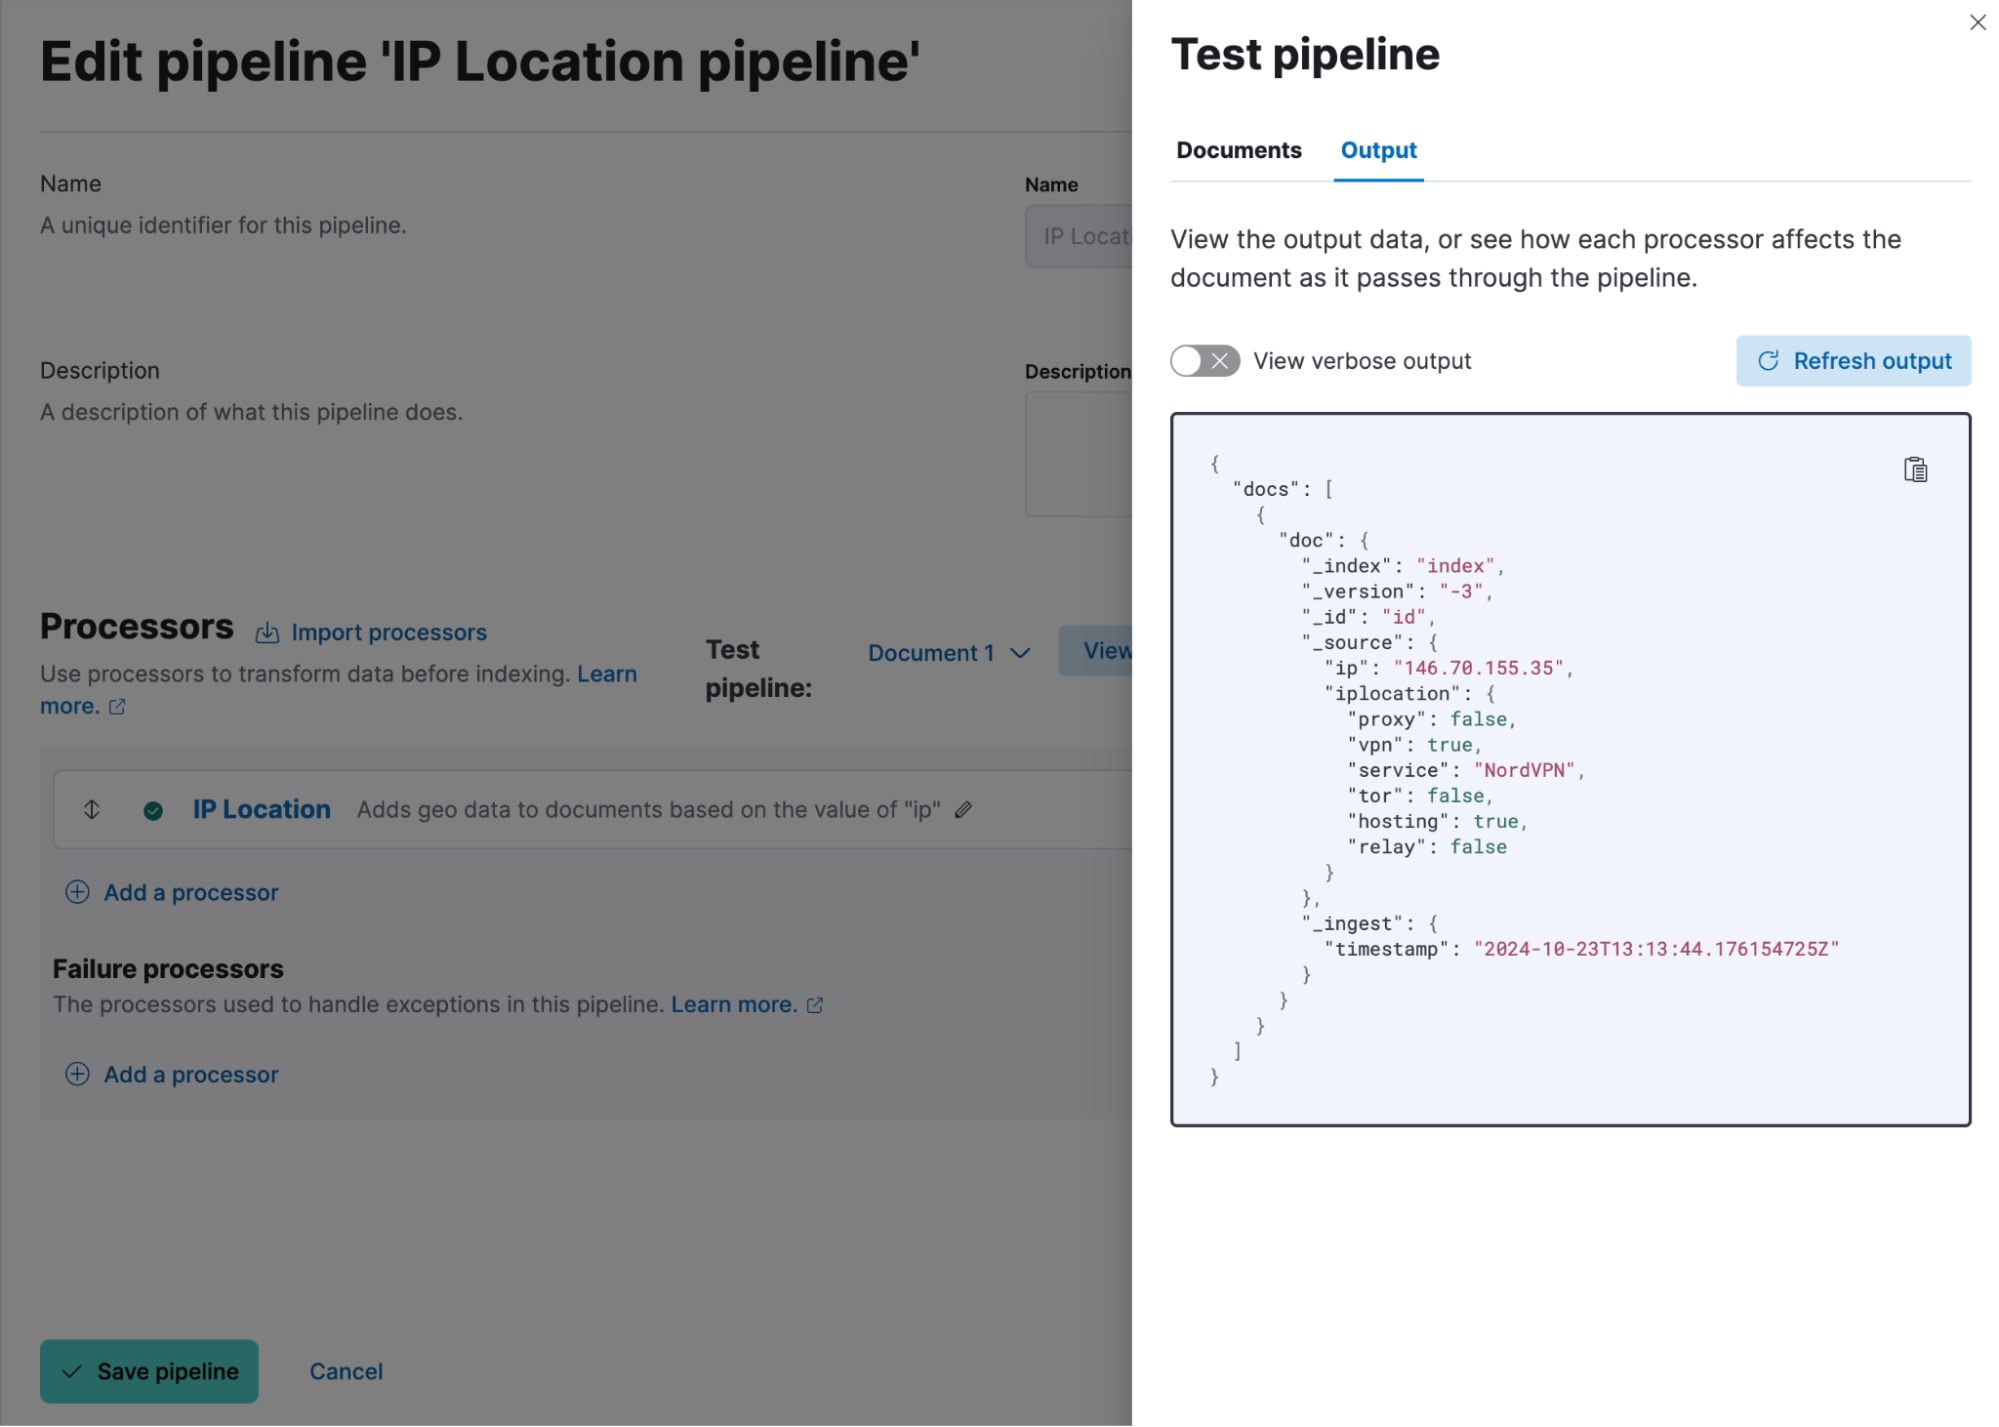 Edit pipeline 'IP Location pipeline'
Name
A unique identifier for this pipeline.
Name
IP Locati
Description
A description of what this pipeline does.
Description
Processors
Import processors
Use processors to transform data before indexing. Learn
more.
Test
pipeline:
Document 1
View
IP Location Adds geo data to documents based on the value of "ip"
Add a processor
Failure processors
The processors used to handle exceptions in this pipeline. Learn more.
Add a processor
Save pipeline
Cancel
Test pipeline
Documents
Output
View the output data, or see how each processor affects the
document as it passes through the pipeline.
View verbose output
Refresh output
{
  "docs": [
    {
      "doc": {
        "_index": "index",
        "_version": "-3",
        "_id": "id",
        "_source": {
          "ip": "146.70.155.35",
          "iplocation": {
            "proxy": false,
            "vpn": true,
            "service": "NordVPN",
            "tor": false,
            "hosting": true,
            "relay": false
          }
        },
        "_ingest": {
          "timestamp": "2024-10-23T13:13:44.176154725Z"
        }
      }
    }
  ]
}